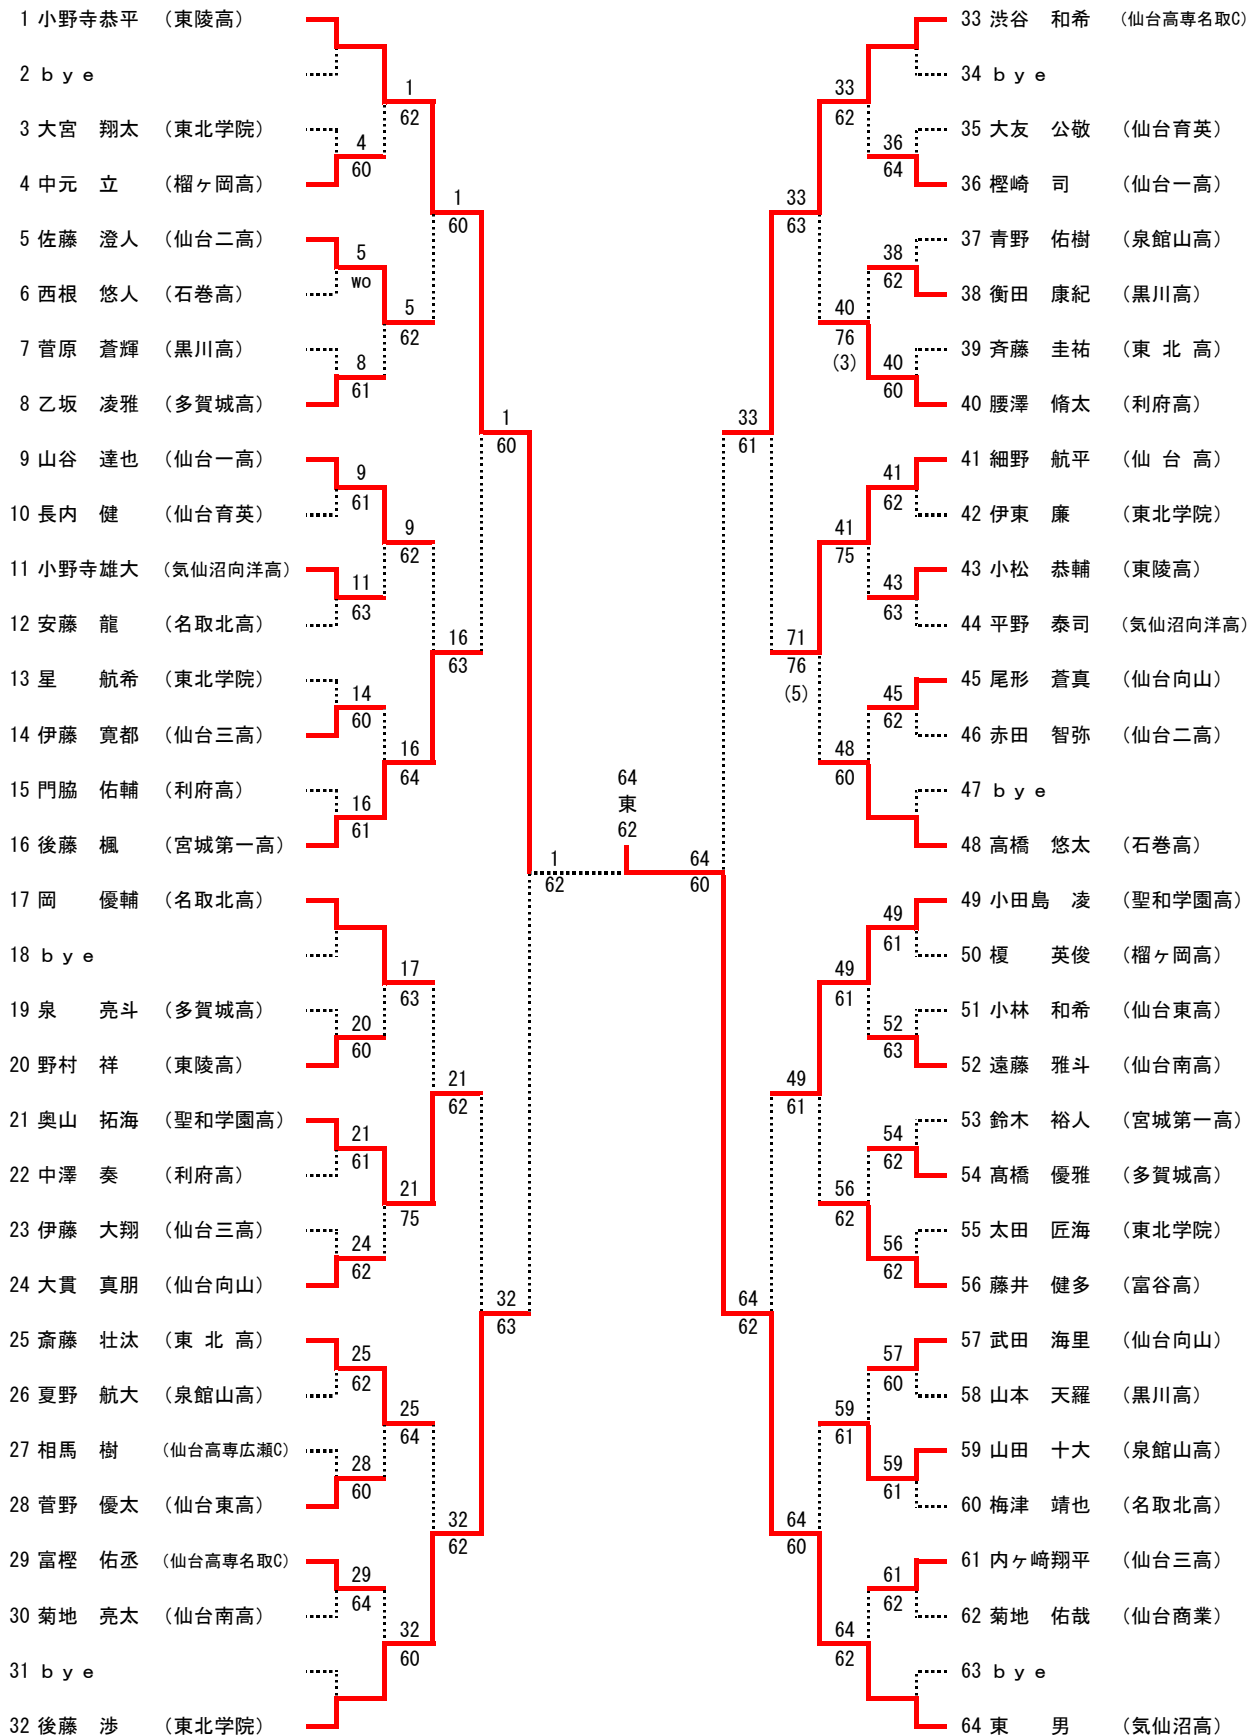 1 小野寺恭平 (東陵高)
2 ｂｙｅ
3 大宮　翔太 (東北学院)
4 中元　立 (榴ヶ岡高)
5 佐藤　澄人 (仙台二高)
6 西根　悠人 (石巻高)
7 菅原　蒼輝 (黒川高)
8 乙坂　凌雅 (多賀城高)
9 山谷　達也 (仙台一高)
10 長内　健 (仙台育英)
11 小野寺雄大 (気仙沼向洋高)
12 安藤　龍 (名取北高)
13 星　航希 (東北学院)
14 伊藤　寛都 (仙台三高)
15 門脇　佑輔 (利府高)
16 後藤　楓 (宮城第一高)
17 岡　優輔 (名取北高)
18 ｂｙｅ
19 泉　亮斗 (多賀城高)
20 野村　祥 (東陵高)
21 奥山　拓海 (聖和学園高)
22 中澤　奏 (利府高)
23 伊藤　大翔 (仙台三高)
24 大貫　真朋 (仙台向山)
25 斎藤　壮汰 (東 北 高)
26 夏野　航大 (泉館山高)
27 相馬　樹 (仙台高専広瀬C)
28 菅野　優太 (仙台東高)
29 富樫　佑丞 (仙台高専名取C)
30 菊地　亮太 (仙台南高)
31 ｂｙｅ
32 後藤　渉 (東北学院)
4
60
5
wo
8
61
9
61
11
63
14
60
16
61
20
60
21
61
24
62
25
62
28
60
29
64
1
62
5
62
9
62
16
64
17
63
21
75
25
64
32
60
1
60
16
63
21
62
32
62
1
60
32
63
1
62
64
東
62
64
60
33
61
64
62
33
63
71
76
(5)
49
61
64
60
33
62
40
76
(3)
41
75
48
60
49
61
56
62
59
61
64
62
36
64
38
62
40
60
41
62
43
63
45
62
49
61
52
63
54
62
56
62
57
60
59
61
61
62
33 渋谷　和希 (仙台高専名取C)
34 ｂｙｅ
35 大友　公敬 (仙台育英)
36 樫崎　司 (仙台一高)
37 青野　佑樹 (泉館山高)
38 衡田　康紀 (黒川高)
39 斉藤　圭祐 (東 北 高)
40 腰澤　脩太 (利府高)
41 細野　航平 (仙 台 高)
42 伊東　廉 (東北学院)
43 小松　恭輔 (東陵高)
44 平野　泰司 (気仙沼向洋高)
45 尾形　蒼真 (仙台向山)
46 赤田　智弥 (仙台二高)
47 ｂｙｅ
48 高橋　悠太 (石巻高)
49 小田島　凌 (聖和学園高)
50 榎　英俊 (榴ヶ岡高)
51 小林　和希 (仙台東高)
52 遠藤　雅斗 (仙台南高)
53 鈴木　裕人 (宮城第一高)
54 髙橋　優雅 (多賀城高)
55 太田　匠海 (東北学院)
56 藤井　健多 (富谷高)
57 武田　海里 (仙台向山)
58 山本　天羅 (黒川高)
59 山田　十大 (泉館山高)
60 梅津　靖也 (名取北高)
61 内ヶ﨑翔平 (仙台三高)
62 菊地　佑哉 (仙台商業)
63 ｂｙｅ
64 東　男 (気仙沼高)